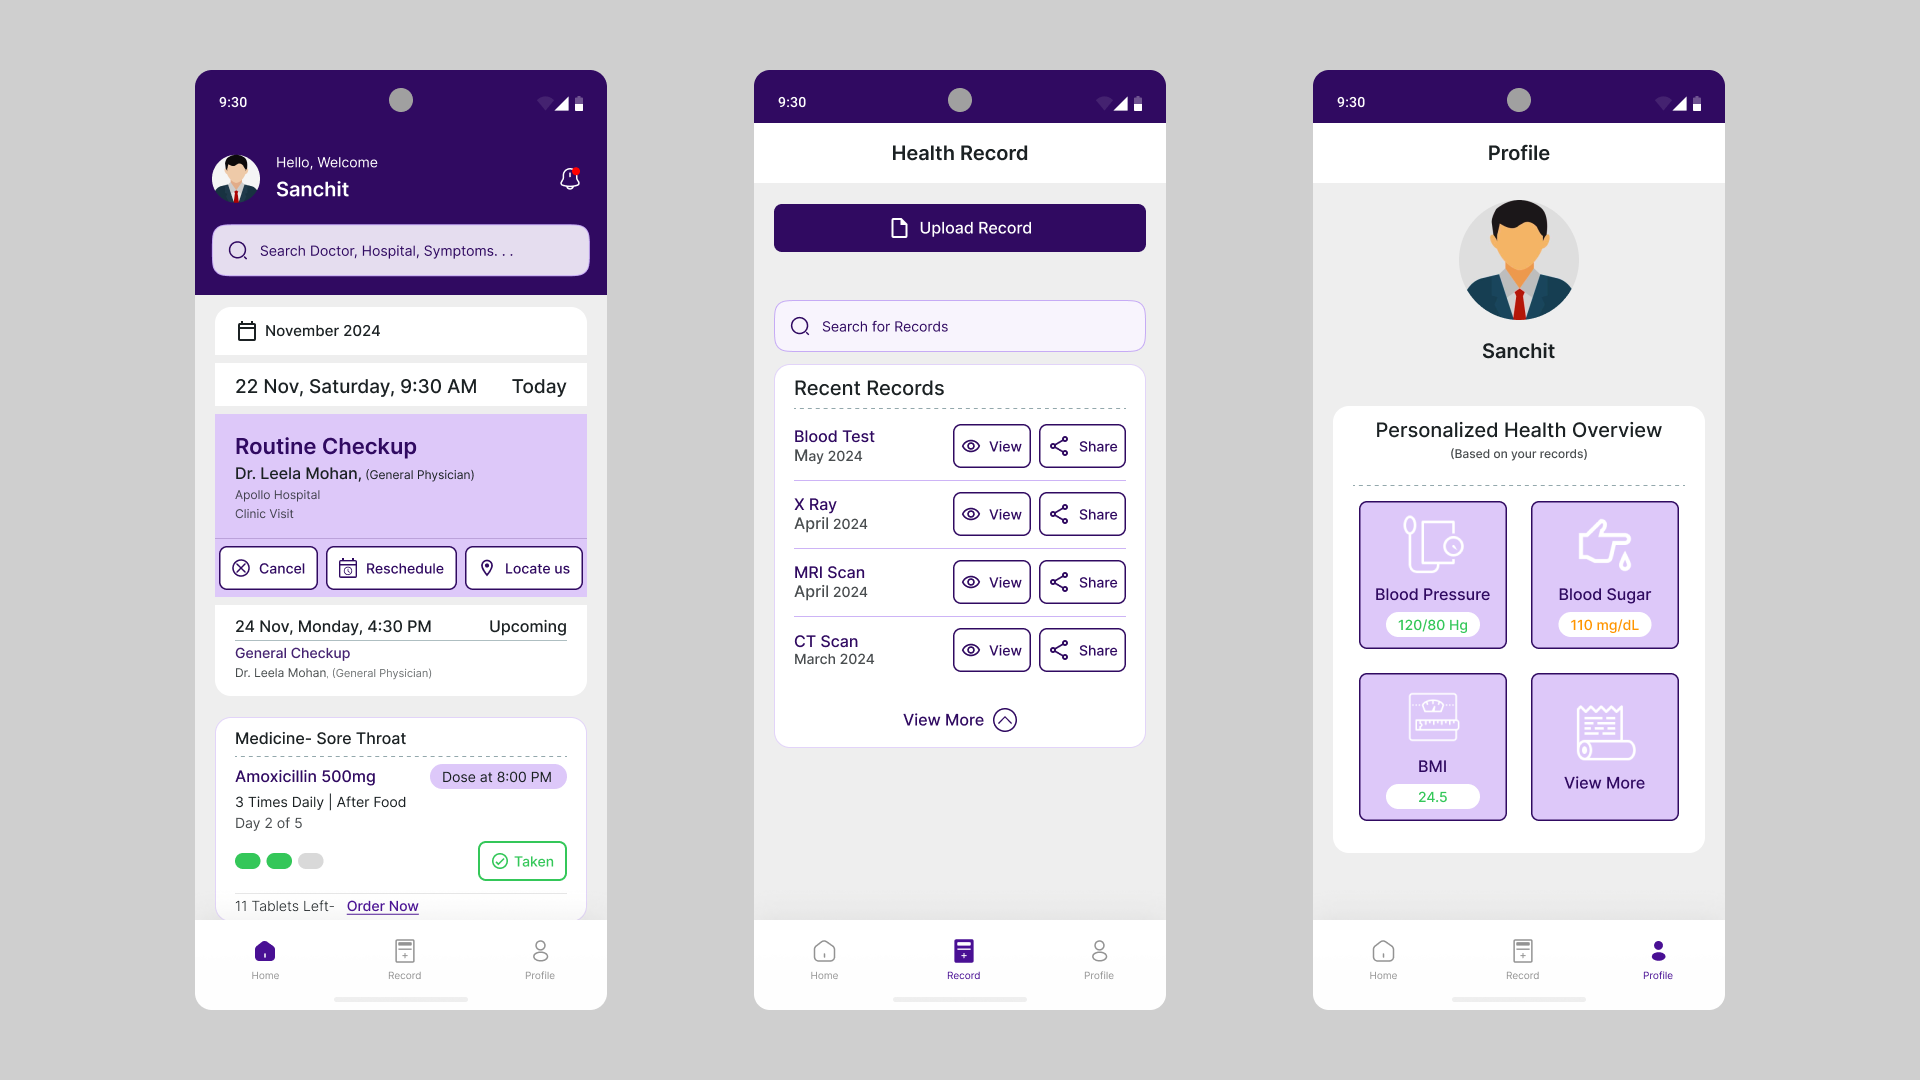 9:30
Hello, Welcome
Sanchit
Search Doctor, Hospital, Symptoms. . .
November 2024
22 Nov, Saturday, 9:30 AM Today
Routine Checkup
Dr. Leela Mohan, (General Physician)
Apollo Hospital
Clinic Visit
Cancel Reschedule Locate us
24 Nov, Monday, 4:30 PM Upcoming
General Checkup
Dr. Leela Mohan, (General Physician)
Medicine- Sore Throat
Amoxicillin 500mg Dose at 8:00 PM
3 Times Daily | After Food
Day 2 of 5
Taken
11 Tablets Left- Order Now
Home Record Profile
9:30
Health Record
Upload Record
Search for Records
Recent Records
Blood Test
May 2024
View Share
X Ray
April 2024
View Share
MRI Scan
April 2024
View Share
CT Scan
March 2024
View Share
View More
Home Record Profile
9:30
Profile
Sanchit
Personalized Health Overview
(Based on your records)
Blood Pressure
120/80 Hg
Blood Sugar
110 mg/dL
BMI
24.5
View More
Home Record Profile